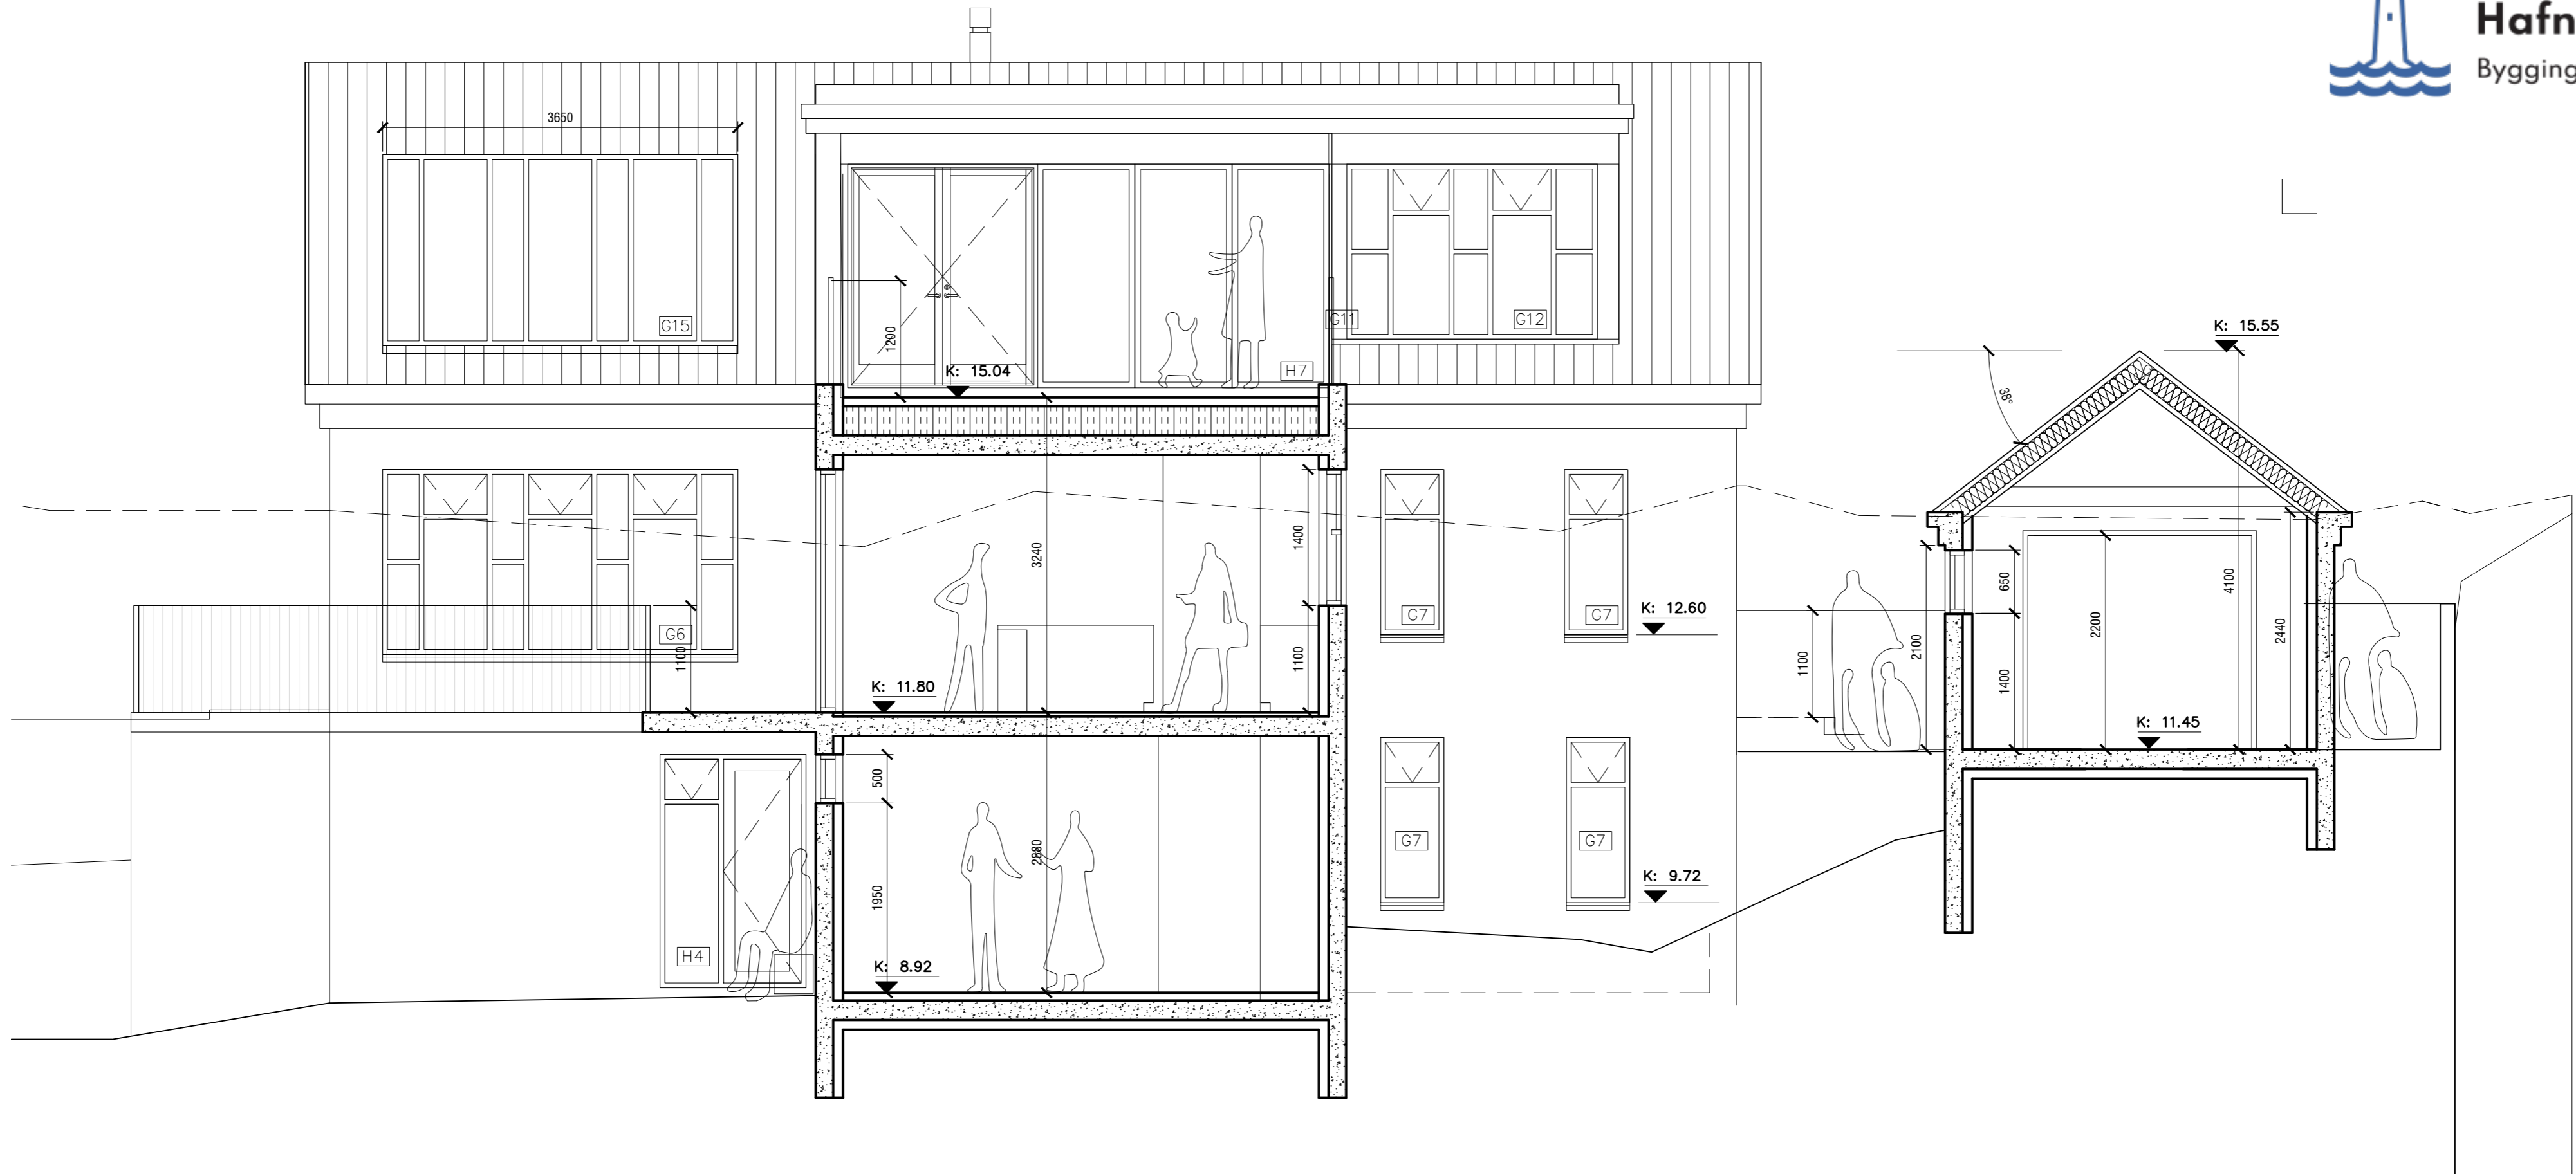 Hafn
Bygging
3650
G15
1200
K: 15.04
H7
G11
G12
K: 15.55
38°
3240
1400
1100
G6
1100
K: 11.80
G7
G7
K: 12.60
1100
2100
650
1400
2200
4100
2440
K: 11.45
500
1950
2880
H4
K: 8.92
G7
G7
K: 9.72